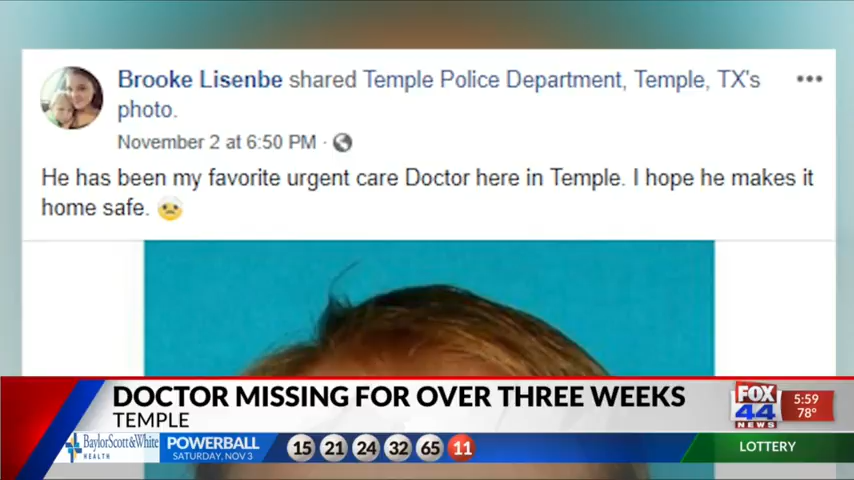 Brooke Lisenbe shared Temple Police Department, Temple, TX's
photo.
November 2 at 6:50 PM ·
He has been my favorite urgent care Doctor here in Temple. I hope he makes it
home safe.
DOCTOR MISSING FOR OVER THREE WEEKS
TEMPLE
FOX
44
NEWS
5:59
78°
BaylorScott&White
HEALTH
POWERBALL
SATURDAY, NOV 3
15 21 24 32 65 11
LOTTERY